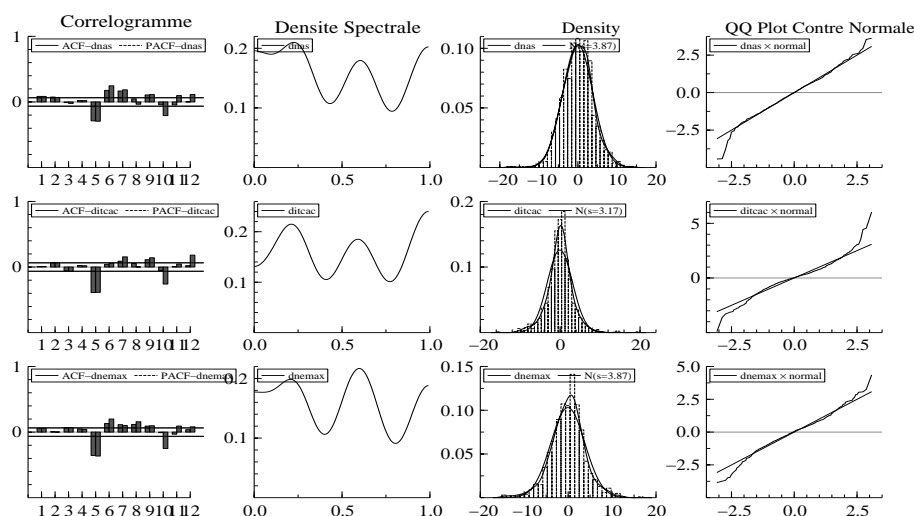 Correlogramme
Densite Spectrale
Density
QQ Plot Contre Normale
1
ACF-dnas
PACF-dnas
0
1 2 3 4 5 6 7 8 9 10 11 12
0.2
dnas
0.1
0.0 0.5 1.0
0.10
dnas
N(s=3.87)
0.05
−20 −10 0 10 20
dnas × normal
2.5
0.0
−2.5
−2.5 0.0 2.5
1
ACF-ditcac
PACF-ditcac
0
1 2 3 4 5 6 7 8 9 10 11 12
0.2
ditcac
0.1
0.0 0.5 1.0
0.2
ditcac
N(s=3.17)
0.1
−20 −10 0 10 20
5
ditcac × normal
0
−2.5 0.0 2.5
1
ACF-dnemax
PACF-dnemax
0
1 2 3 4 5 6 7 8 9 10 11 12
0.2
dnemax
0.1
0.0 0.5 1.0
0.15
dnemax
N(s=3.87)
0.10
0.05
−20 −10 0 10 20
5.0
dnemax × normal
2.5
0.0
−2.5
−2.5 0.0 2.5